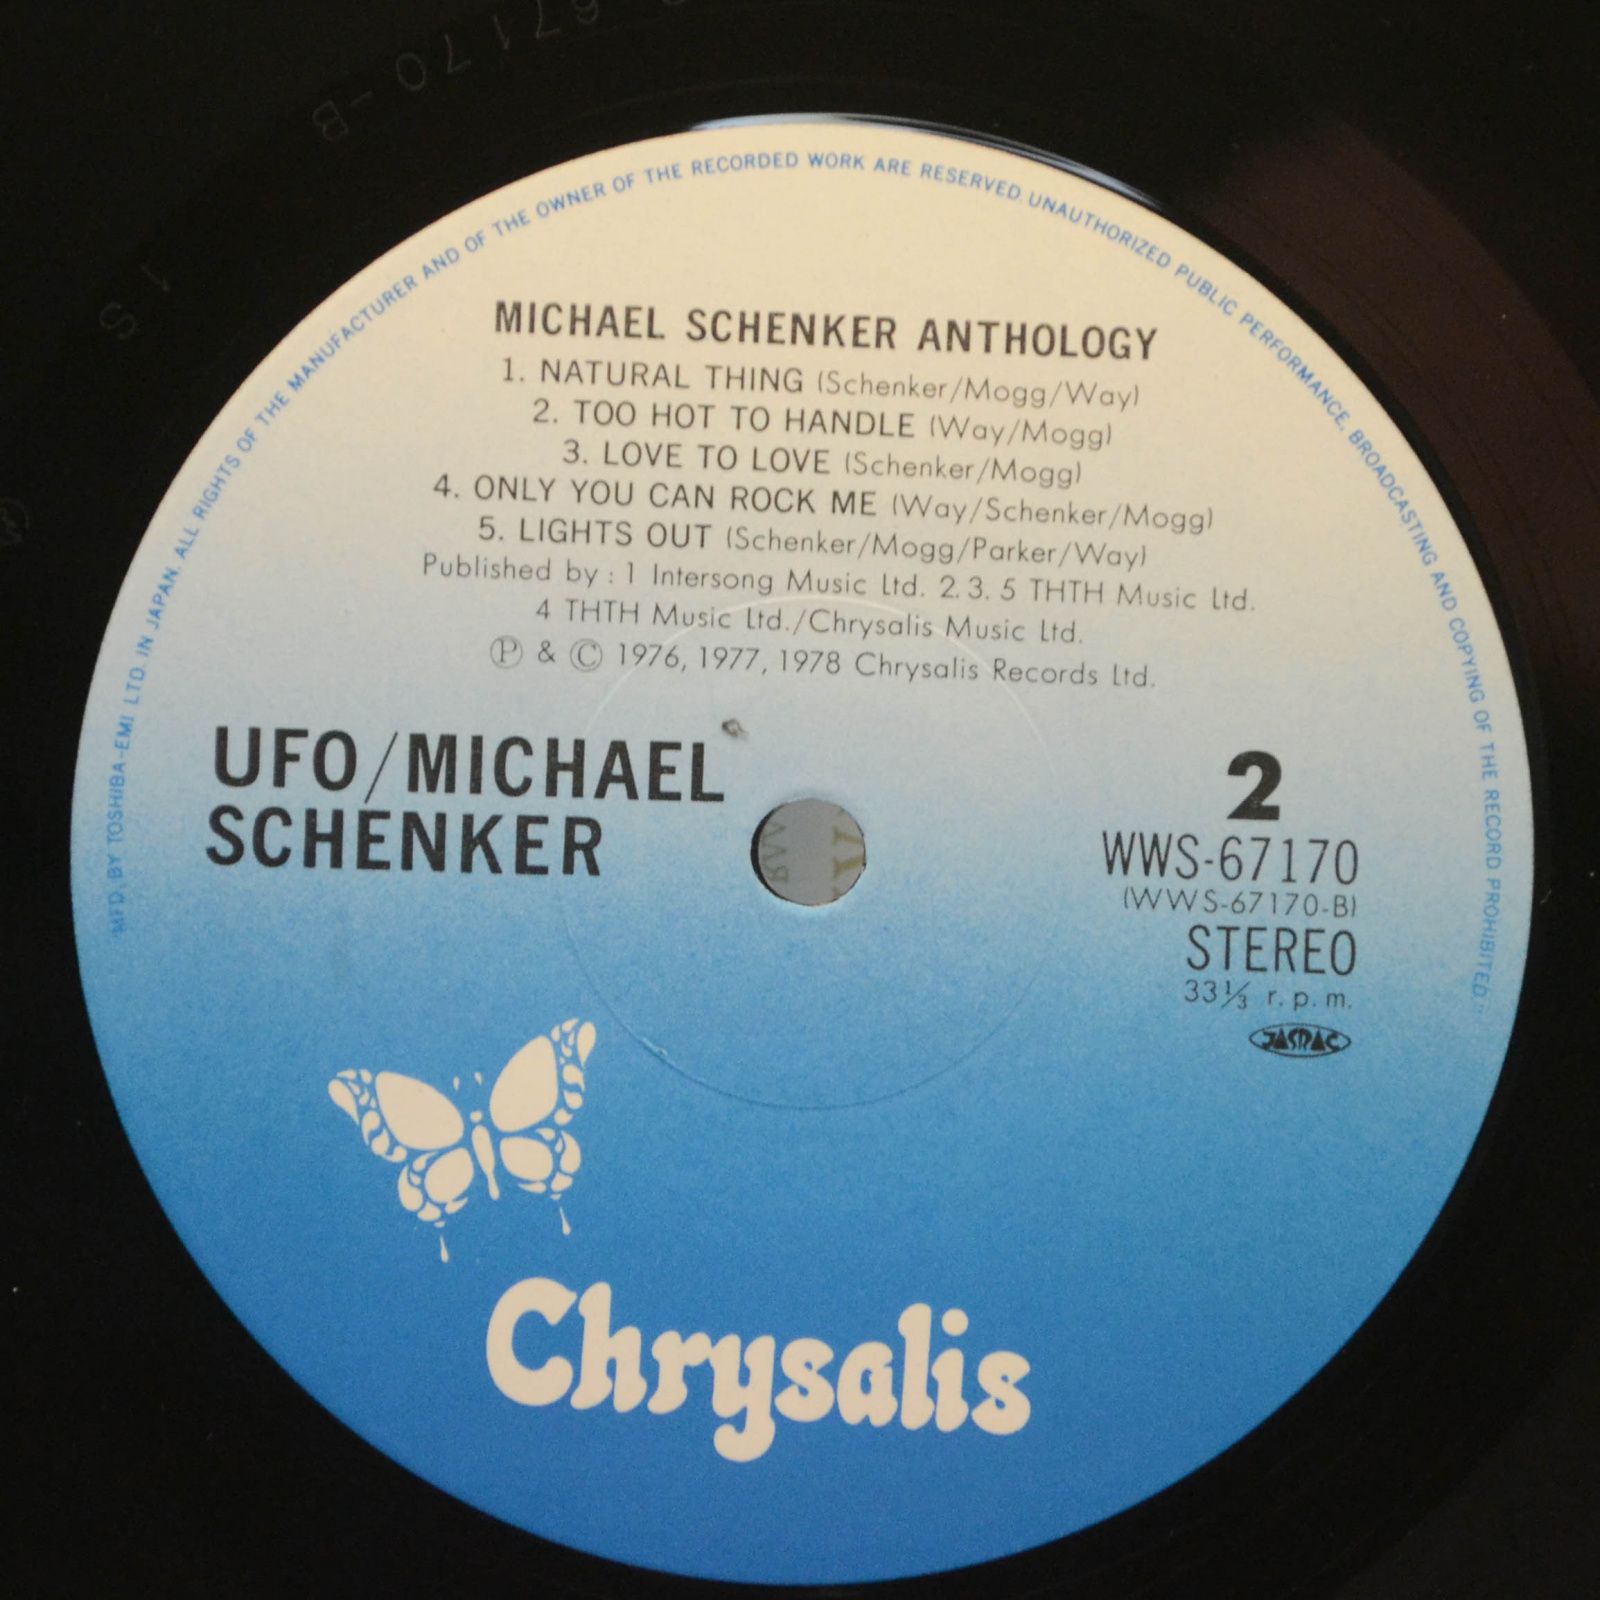 67170-B
1 S
MFD. BY TOSHIBA-EMI LTD. IN JAPAN. ALL RIGHTS OF THE MANUFACTURER AND OF THE OWNER OF THE RECORDED WORK ARE RESERVED. UNAUTHORIZED PUBLIC PERFORMANCE, BROADCASTING AND COPYING OF THE RECORD PROHIBITED.
MICHAEL SCHENKER ANTHOLOGY
1. NATURAL THING (Schenker/Mogg/Way)
2. TOO HOT TO HANDLE (Way/Mogg)
3. LOVE TO LOVE (Schenker/Mogg)
4. ONLY YOU CAN ROCK ME (Way/Schenker/Mogg)
5. LIGHTS OUT (Schenker/Mogg/Parker/Way)
Published by : 1 Intersong Music Ltd. 2. 3. 5 THTH Music Ltd.
4 THTH Music Ltd./Chrysalis Music Ltd.
Ⓟ & Ⓒ 1976, 1977, 1978 Chrysalis Records Ltd.
UFO/MICHAEL
SCHENKER
2
WWS-67170
(WWS-67170-B)
STEREO
33⅓ r.p.m.
JASRAC
Chrysalis